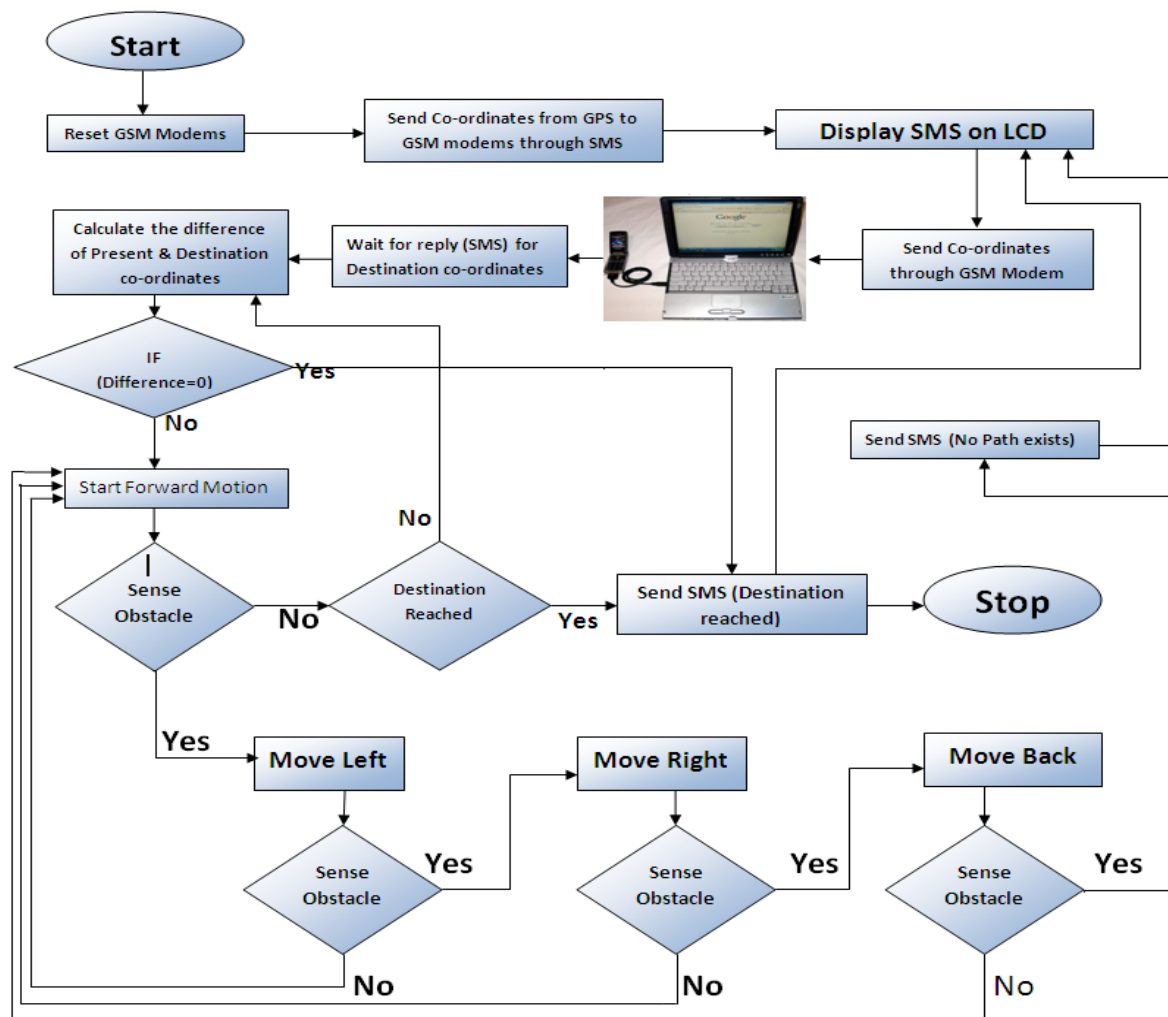 Start
Reset GSM Modems
Send Co-ordinates from GPS to
GSM modems through SMS
Display SMS on LCD
Calculate the difference
of Present & Destination
co-ordinates
Wait for reply (SMS) for
Destination co-ordinates
Google
Send Co-ordinates
through GSM Modem
IF
(Difference=0)
Yes
No
Send SMS (No Path exists)
Start Forward Motion
No
Sense
Obstacle
No
Destination
Reached
Yes
Send SMS (Destination
reached)
Stop
Yes
Move Left
Move Right
Move Back
Sense
Obstacle
Yes
Sense
Obstacle
Yes
Sense
Obstacle
Yes
No
No
No